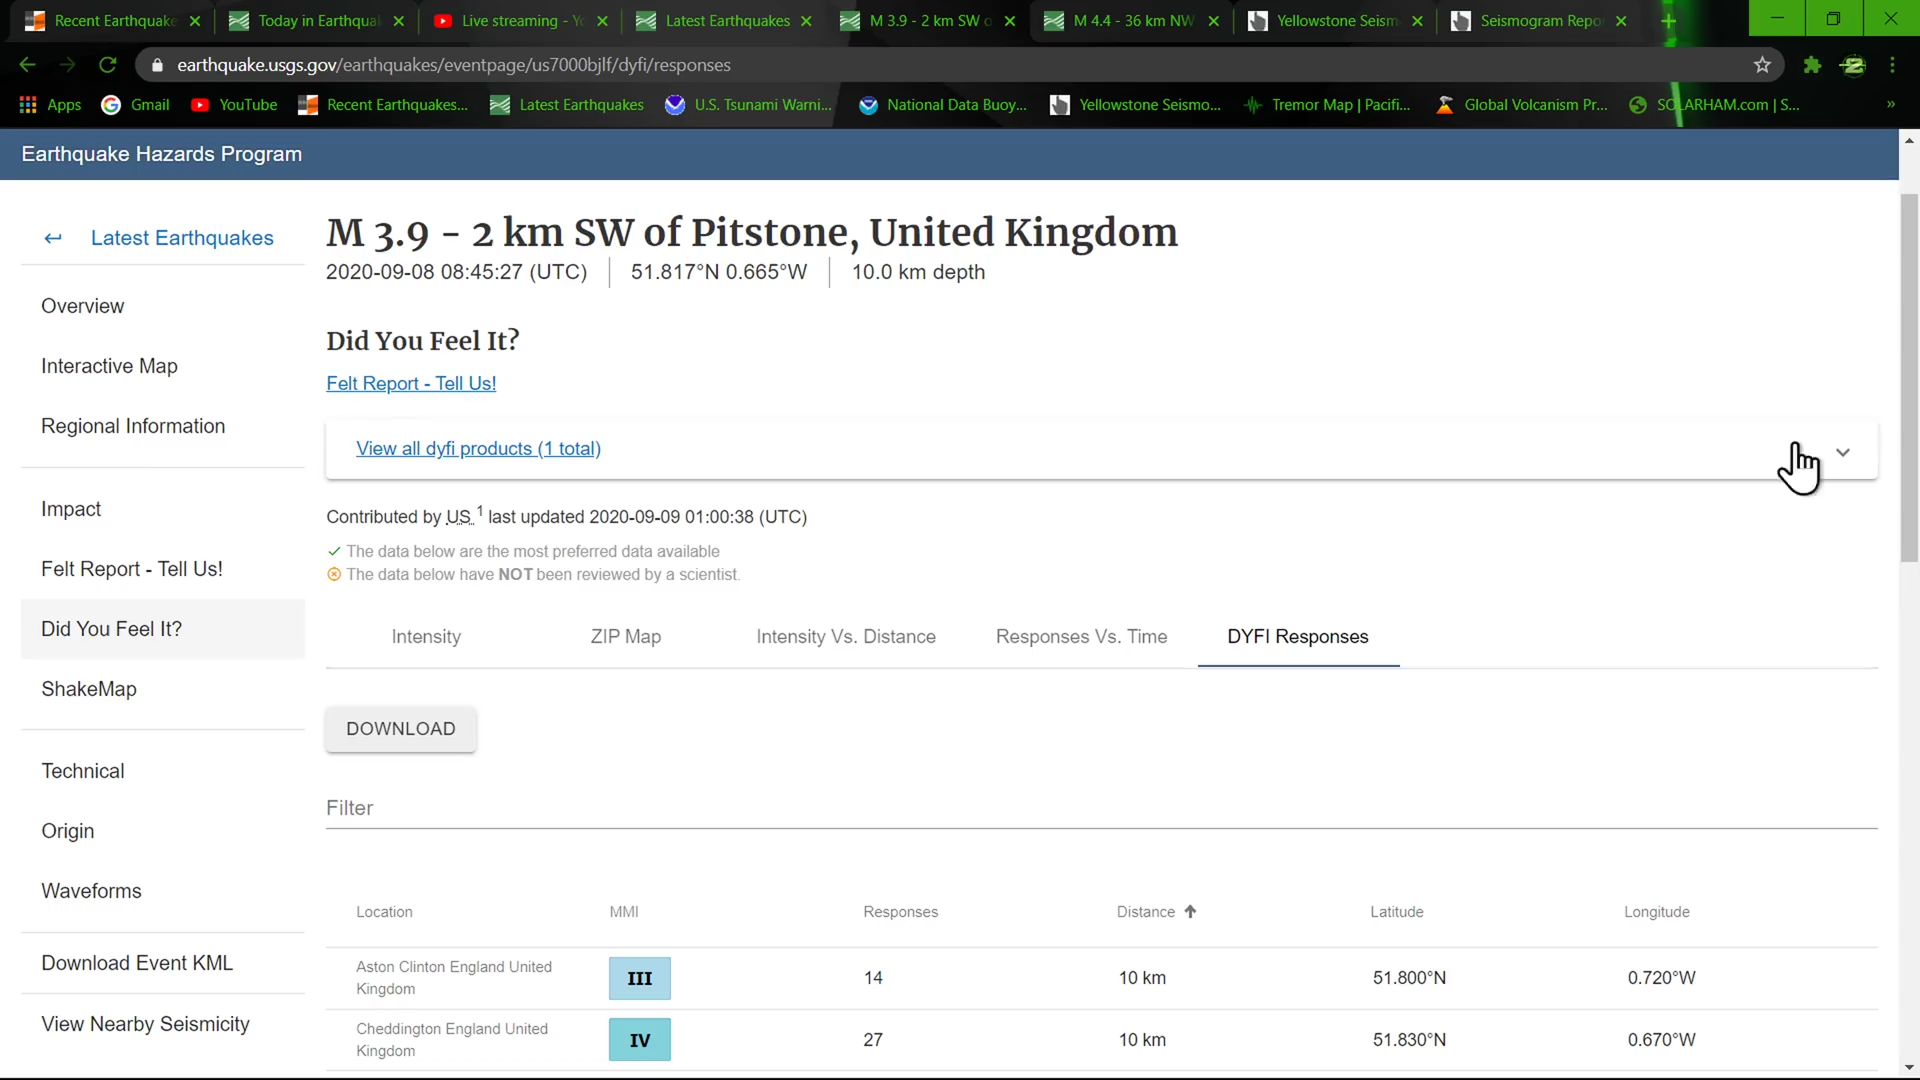 Recent Earthquake
Today in Earthqua
Live streaming - Yo
Latest Earthquakes
M 3.9 - 2 km SW o
M 4.4 - 36 km NW
Yellowstone Seism
Seismogram Repo
earthquake.usgs.gov/earthquakes/eventpage/us7000bjlf/dyfi/responses
Apps
Gmail
YouTube
Recent Earthquakes...
Latest Earthquakes
U.S. Tsunami Warni...
National Data Buoy...
Yellowstone Seismo...
Tremor Map | Pacifi...
Global Volcanism Pr...
SOLARHAM.com | S...
»
Earthquake Hazards Program
Latest Earthquakes
Overview
Interactive Map
Regional Information
Impact
Felt Report - Tell Us!
Did You Feel It?
ShakeMap
Technical
Origin
Waveforms
Download Event KML
View Nearby Seismicity
M 3.9 - 2 km SW of Pitstone, United Kingdom
2020-09-08 08:45:27 (UTC) 51.817°N 0.665°W 10.0 km depth
Did You Feel It?
Felt Report - Tell Us!
View all dyfi products (1 total)
Contributed by US 1 last updated 2020-09-09 01:00:38 (UTC)
The data below are the most preferred data available
The data below have NOT been reviewed by a scientist.
Intensity ZIP Map Intensity Vs. Distance Responses Vs. Time DYFI Responses
DOWNLOAD
Filter
Location MMI Responses Distance Latitude Longitude
Aston Clinton England United
Kingdom
III 14 10 km 51.800°N 0.720°W
Cheddington England United
Kingdom
IV 27 10 km 51.830°N 0.670°W